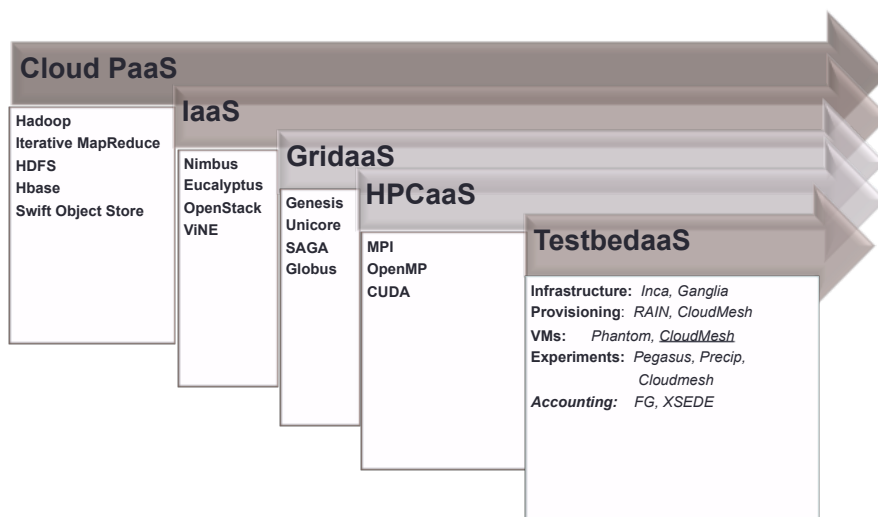 Cloud PaaS
Hadoop
Iterative MapReduce
HDFS
Hbase
Swift Object Store
IaaS
Nimbus
Eucalyptus
OpenStack
ViNE
GridaaS
Genesis
Unicore
SAGA
Globus
HPCaaS
MPI
OpenMP
CUDA
TestbedaaS
Infrastructure: Inca, Ganglia
Provisioning: RAIN, CloudMesh
VMs: Phantom, CloudMesh
Experiments: Pegasus, Precip,
Cloudmesh
Accounting: FG, XSEDE